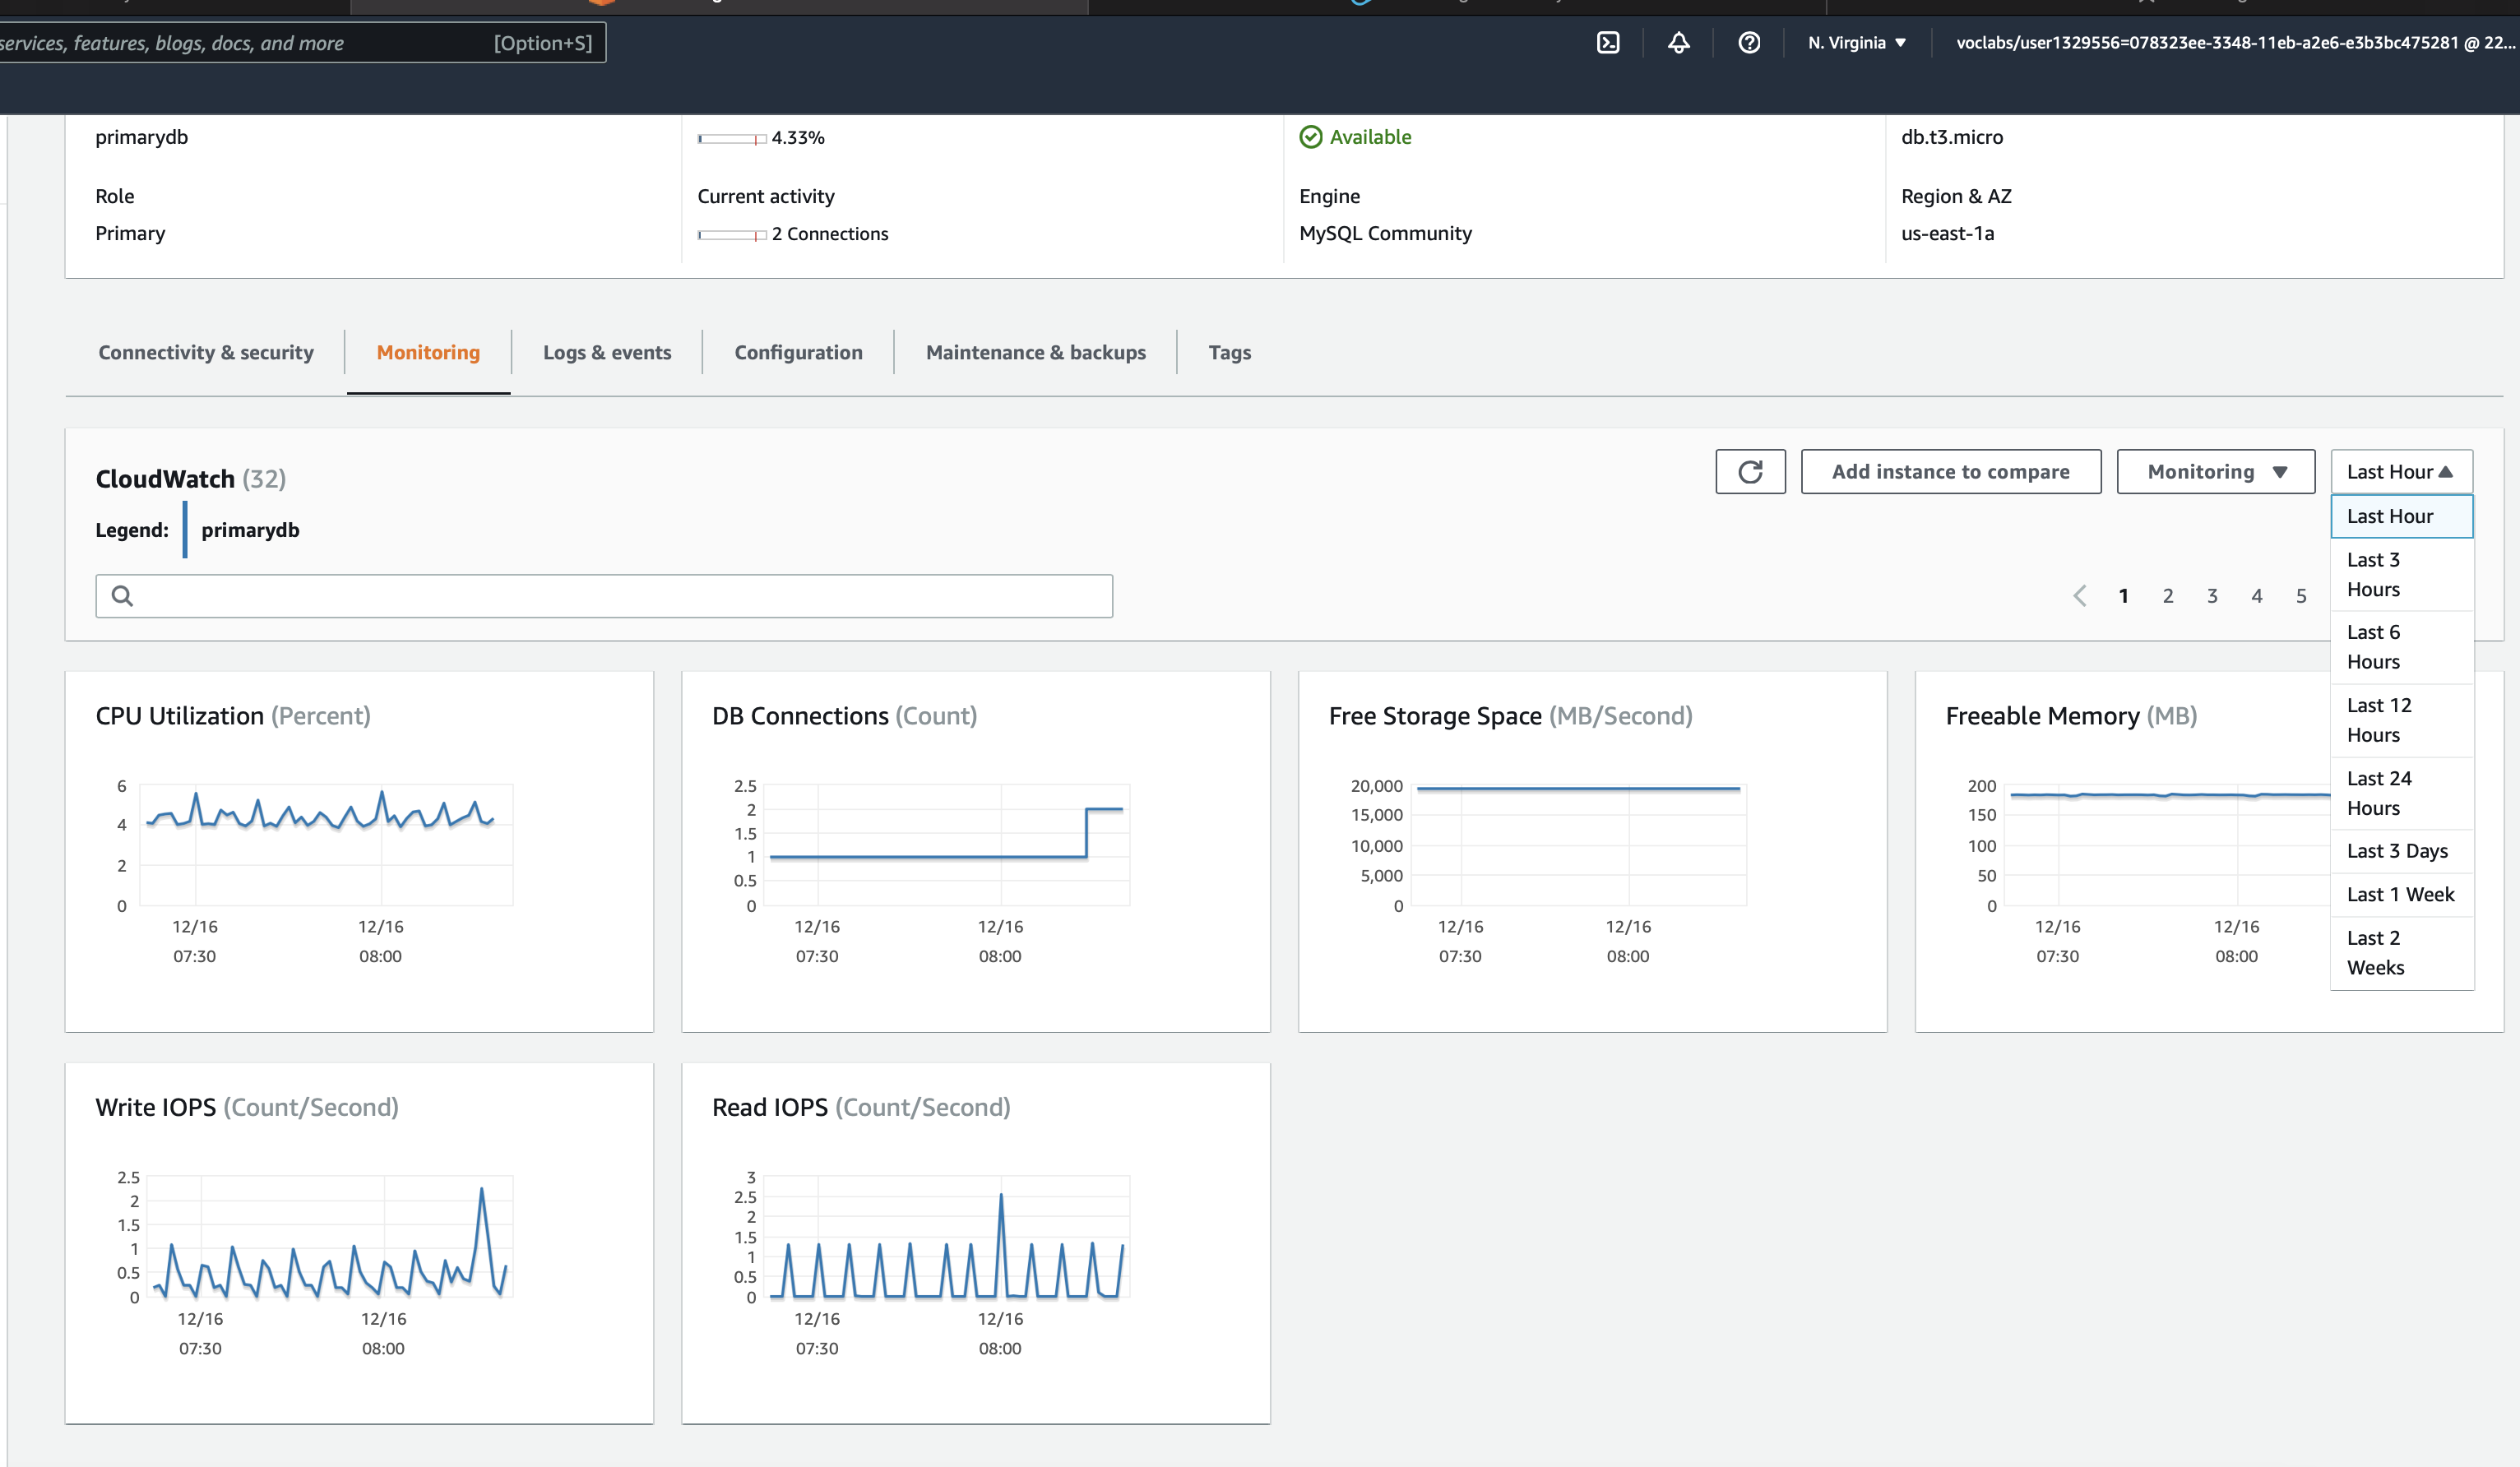 services, features, blogs, docs, and more [Option+S]
N. Virginia
voclabs/user1329556=078323ee-3348-11eb-a2e6-e3b3bc475281 @ 22...
primarydb
4.33%
Available
db.t3.micro
Role
Current activity
Engine
Region & AZ
Primary
2 Connections
MySQL Community
us-east-1a
Connectivity & security
Monitoring
Logs & events
Configuration
Maintenance & backups
Tags
CloudWatch (32)
Add instance to compare
Monitoring
Last Hour
Legend: primarydb
1 2 3 4 5
Last Hour
Last 3
Hours
Last 6
Hours
Last 12
Hours
Last 24
Hours
Last 3 Days
Last 1 Week
Last 2
Weeks
CPU Utilization (Percent)
6
4
2
0
12/16 12/16
07:30 08:00
DB Connections (Count)
2.5
2
1.5
1
0.5
0
12/16 12/16
07:30 08:00
Free Storage Space (MB/Second)
20,000
15,000
10,000
5,000
0
12/16 12/16
07:30 08:00
Freeable Memory (MB)
200
150
100
50
0
12/16 12/16
07:30 08:00
Write IOPS (Count/Second)
2.5
2
1.5
1
0.5
0
12/16 12/16
07:30 08:00
Read IOPS (Count/Second)
3
2.5
2
1.5
1
0.5
0
12/16 12/16
07:30 08:00